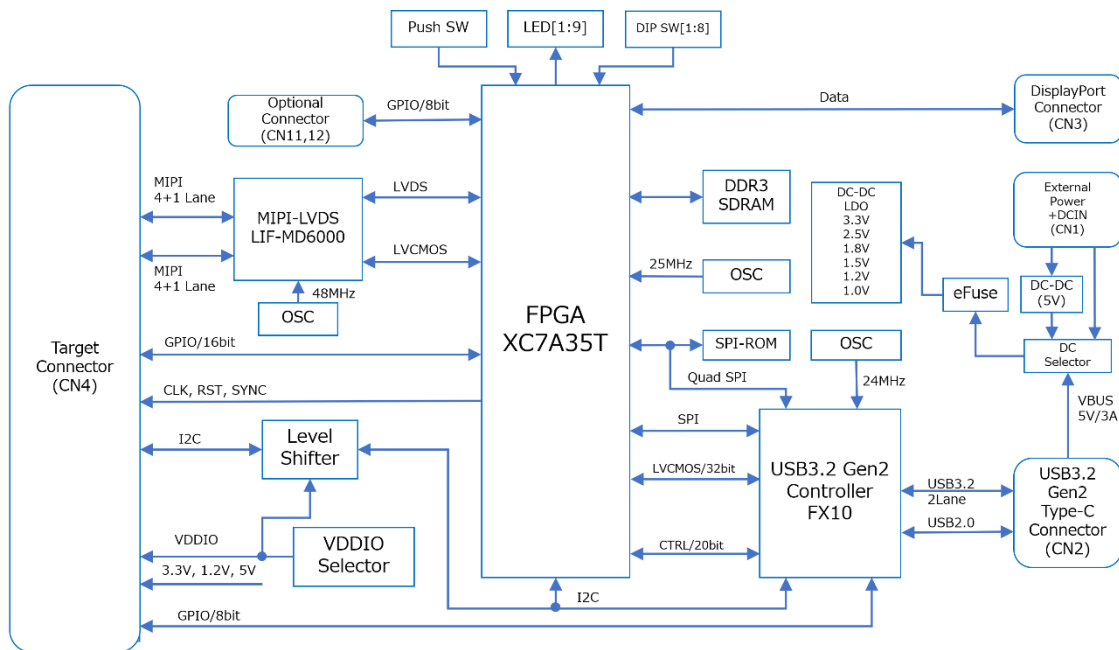 Push SW
LED[1:9]
DIP SW[1:8]
Optional
Connector
(CN11,12)
GPIO/8bit
Data
DisplayPort
Connector
(CN3)
MIPI
4+1 Lane
MIPI-LVDS
LIF-MD6000
LVDS
LVCMOS
MIPI
4+1 Lane
48MHz
OSC
DDR3
SDRAM
25MHz
OSC
DC-DC
LDO
3.3V
2.5V
1.8V
1.5V
1.2V
1.0V
External
Power
+DCIN
(CN1)
eFuse
DC-DC
(5V)
DC
Selector
FPGA
XC7A35T
Target
Connector
(CN4)
GPIO/16bit
SPI-ROM
OSC
Quad SPI
24MHz
VBUS
5V/3A
CLK, RST, SYNC
I2C
Level
Shifter
SPI
LVCMOS/32bit
CTRL/20bit
USB3.2 Gen2
Controller
FX10
USB3.2
2Lane
USB2.0
USB3.2
Gen2
Type-C
Connector
(CN2)
VDDIO
VDDIO
Selector
3.3V, 1.2V, 5V
I2C
GPIO/8bit